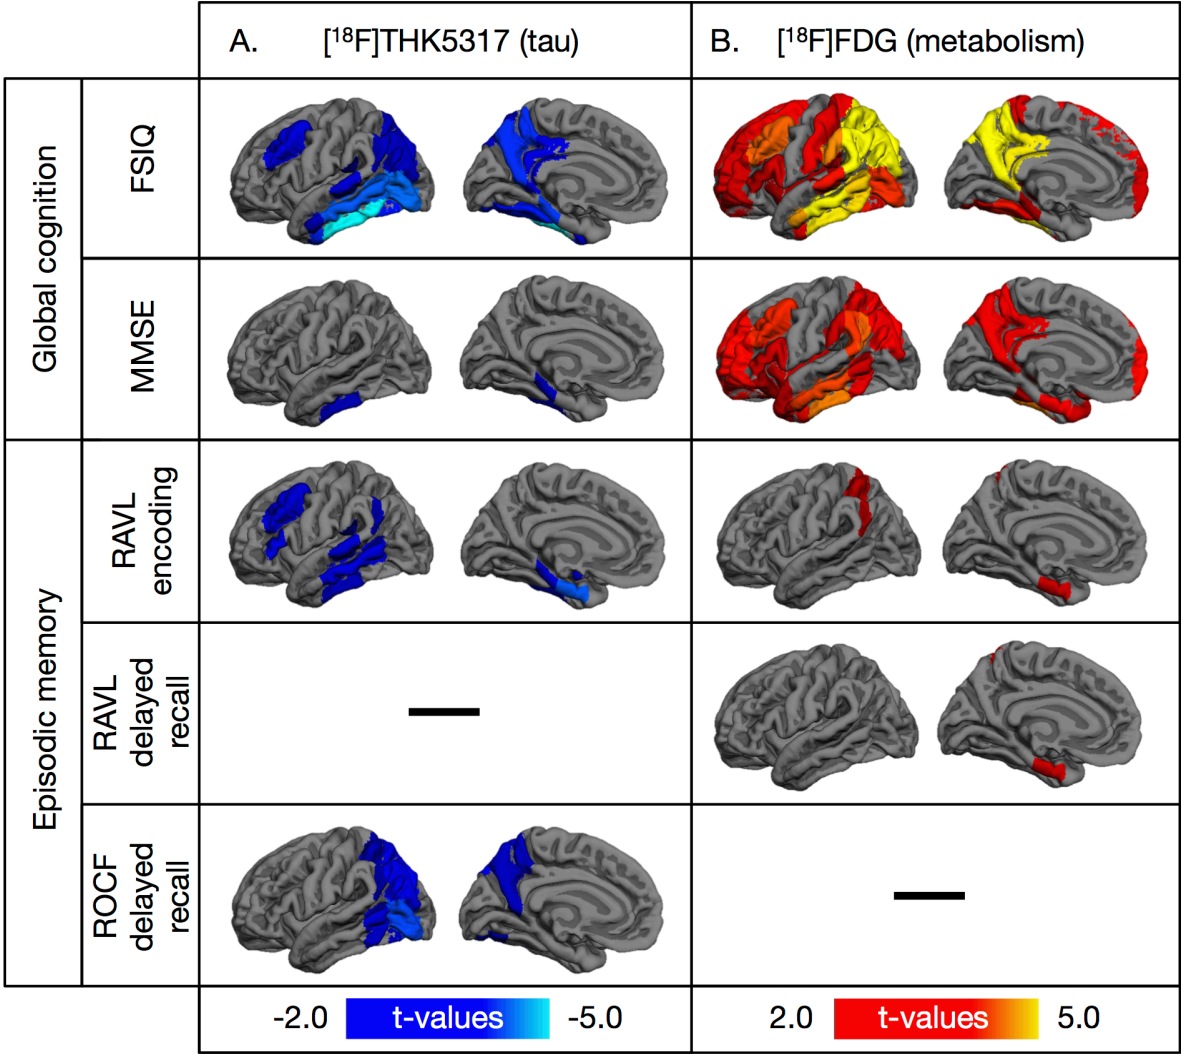 A. [¹⁸F]THK5317 (tau)
B. [¹⁸F]FDG (metabolism)
Global cognition
FSIQ
MMSE
Episodic memory
RAVL
encoding
RAVL
delayed
recall
ROCF
delayed
recall
-2.0 t-values -5.0
2.0 t-values 5.0